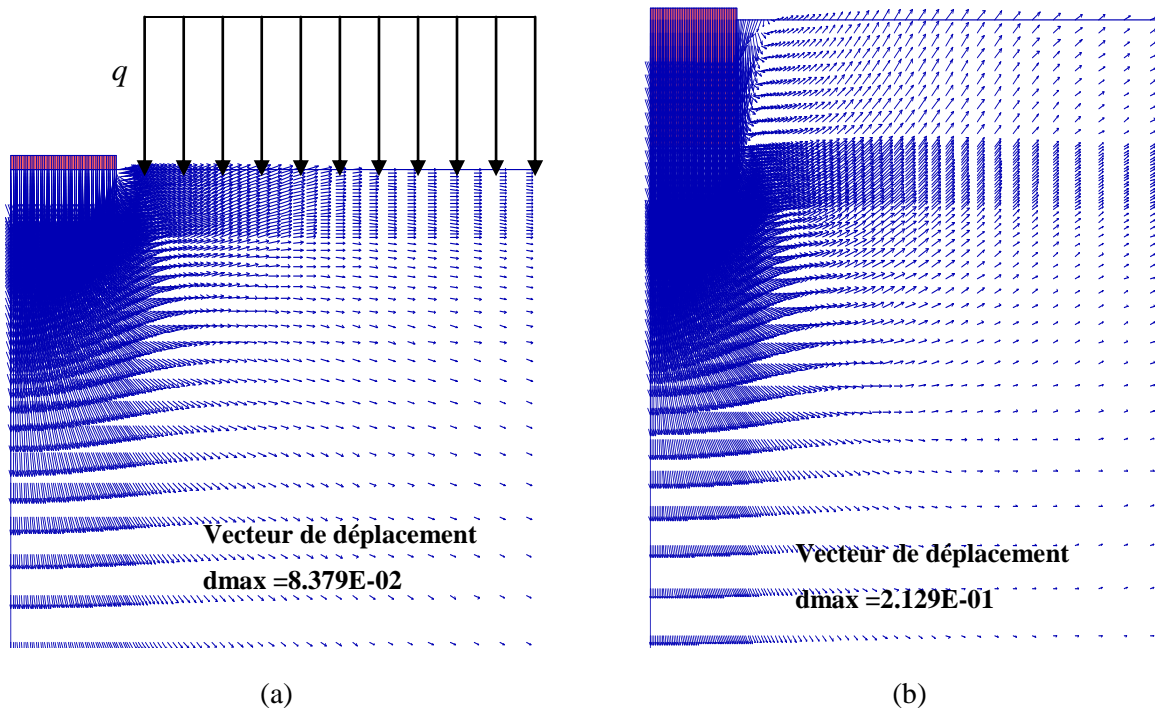 q
Vecteur de déplacement
dmax =8.379E-02
Vecteur de déplacement
dmax =2.129E-01
(a)
(b)